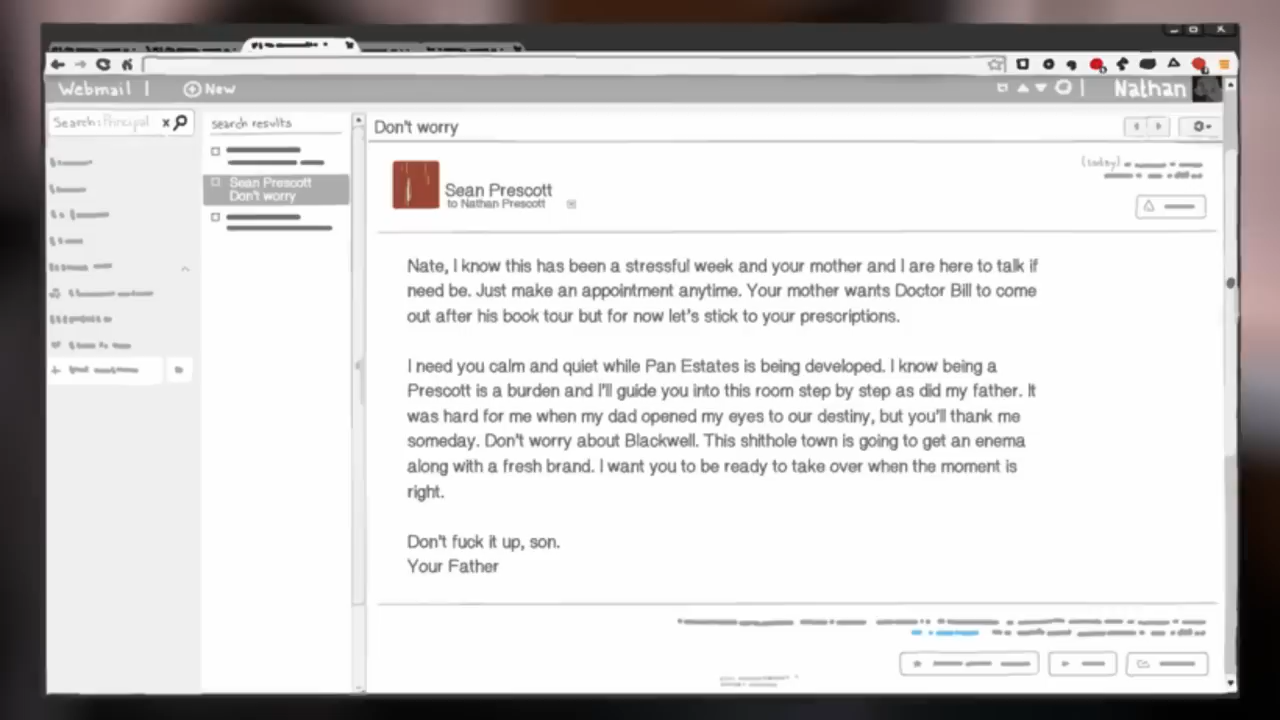 Webmail | New
Nathan
Search: Principal x
search results
Sean Prescott
Don't worry
Don't worry
Sean Prescott
to Nathan Prescott
(today)
Nate, I know this has been a stressful week and your mother and I are here to talk if
need be. Just make an appointment anytime. Your mother wants Doctor Bill to come
out after his book tour but for now let's stick to your prescriptions.
I need you calm and quiet while Pan Estates is being developed. I know being a
Prescott is a burden and I'll guide you into this room step by step as did my father. It
was hard for me when my dad opened my eyes to our destiny, but you'll thank me
someday. Don't worry about Blackwell. This shithole town is going to get an enema
along with a fresh brand. I want you to be ready to take over when the moment is
right.
Don't fuck it up, son.
Your Father